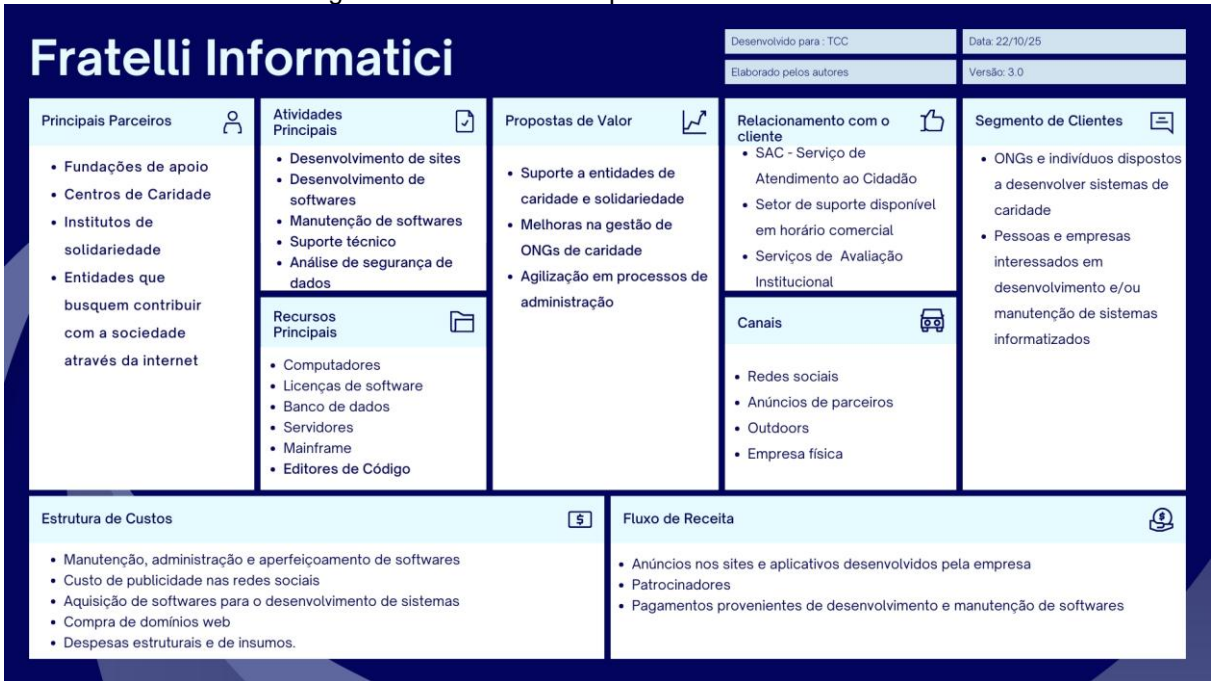 Fratelli Informatici
Desenvolvido para : TCC
Data: 22/10/25
Elaborado pelos autores
Versão: 3.0
Principais Parceiros
• Fundações de apoio
• Centros de Caridade
• Institutos de
solidariedade
• Entidades que
busquem contribuir
com a sociedade
através da internet
Atividades
Principais
• Desenvolvimento de sites
• Desenvolvimento de
softwares
• Manutenção de softwares
• Suporte técnico
• Análise de segurança de
dados
Recursos
Principais
• Computadores
• Licenças de software
• Banco de dados
• Servidores
• Mainframe
• Editores de Código
Propostas de Valor
• Suporte a entidades de
caridade e solidariedade
• Melhoras na gestão de
ONGs de caridade
• Agilização em processos de
administração
Relacionamento com o
cliente
• SAC - Serviço de
Atendimento ao Cidadão
• Setor de suporte disponível
em horário comercial
• Serviços de Avaliação
Institucional
Canais
• Redes sociais
• Anúncios de parceiros
• Outdoors
• Empresa física
Segmento de Clientes
• ONGs e indivíduos dispostos
a desenvolver sistemas de
caridade
• Pessoas e empresas
interessados em
desenvolvimento e/ou
manutenção de sistemas
informatizados
Estrutura de Custos
• Manutenção, administração e aperfeiçoamento de softwares
• Custo de publicidade nas redes sociais
• Aquisição de softwares para o desenvolvimento de sistemas
• Compra de domínios web
• Despesas estruturais e de insumos.
Fluxo de Receita
• Anúncios nos sites e aplicativos desenvolvidos pela empresa
• Patrocinadores
• Pagamentos provenientes de desenvolvimento e manutenção de softwares